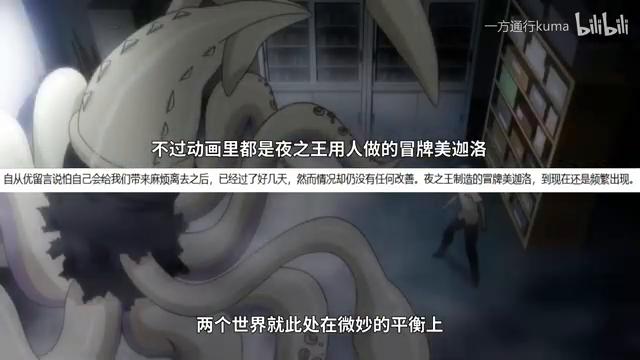 一方通行kuma bilibili
不过动画里都是夜之王用人做的冒牌美迦洛
自从优留言说怕自己会给我们带来麻烦离去之后，已经过了好几天，然而情况却仍没有任何改善。夜之王制造的冒牌美迦洛，到现在还是频繁出现。
两个世界就此处在微妙的平衡上